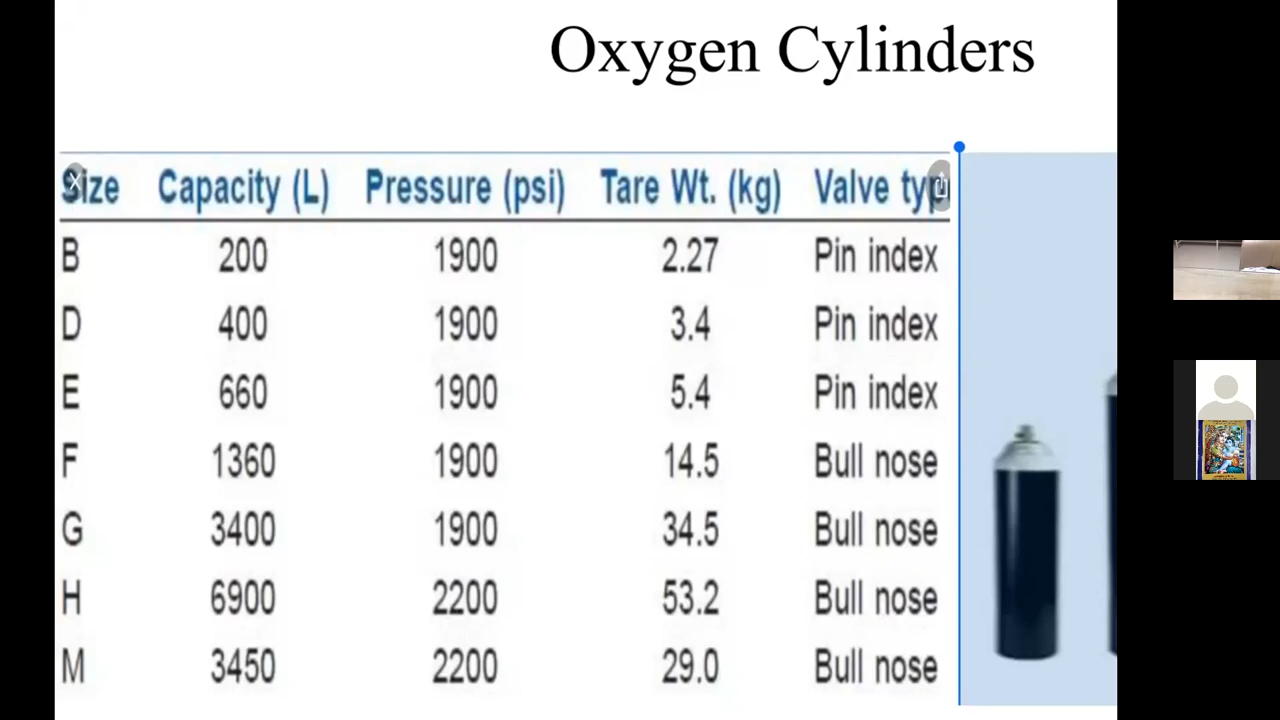 Oxygen Cylinders
Size Capacity (L) Pressure (psi) Tare Wt. (kg) Valve typ
B 200 1900 2.27 Pin index
D 400 1900 3.4 Pin index
E 660 1900 5.4 Pin index
F 1360 1900 14.5 Bull nose
G 3400 1900 34.5 Bull nose
H 6900 2200 53.2 Bull nose
M 3450 2200 29.0 Bull nose